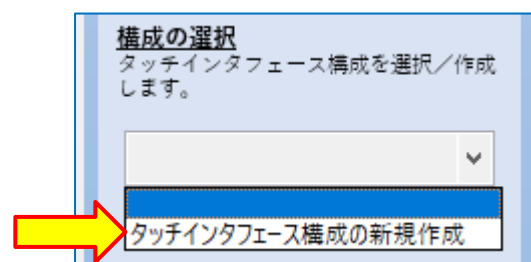 構成の選択
タッチインタフェース構成を選択／作成
します。
タッチインタフェース構成の新規作成